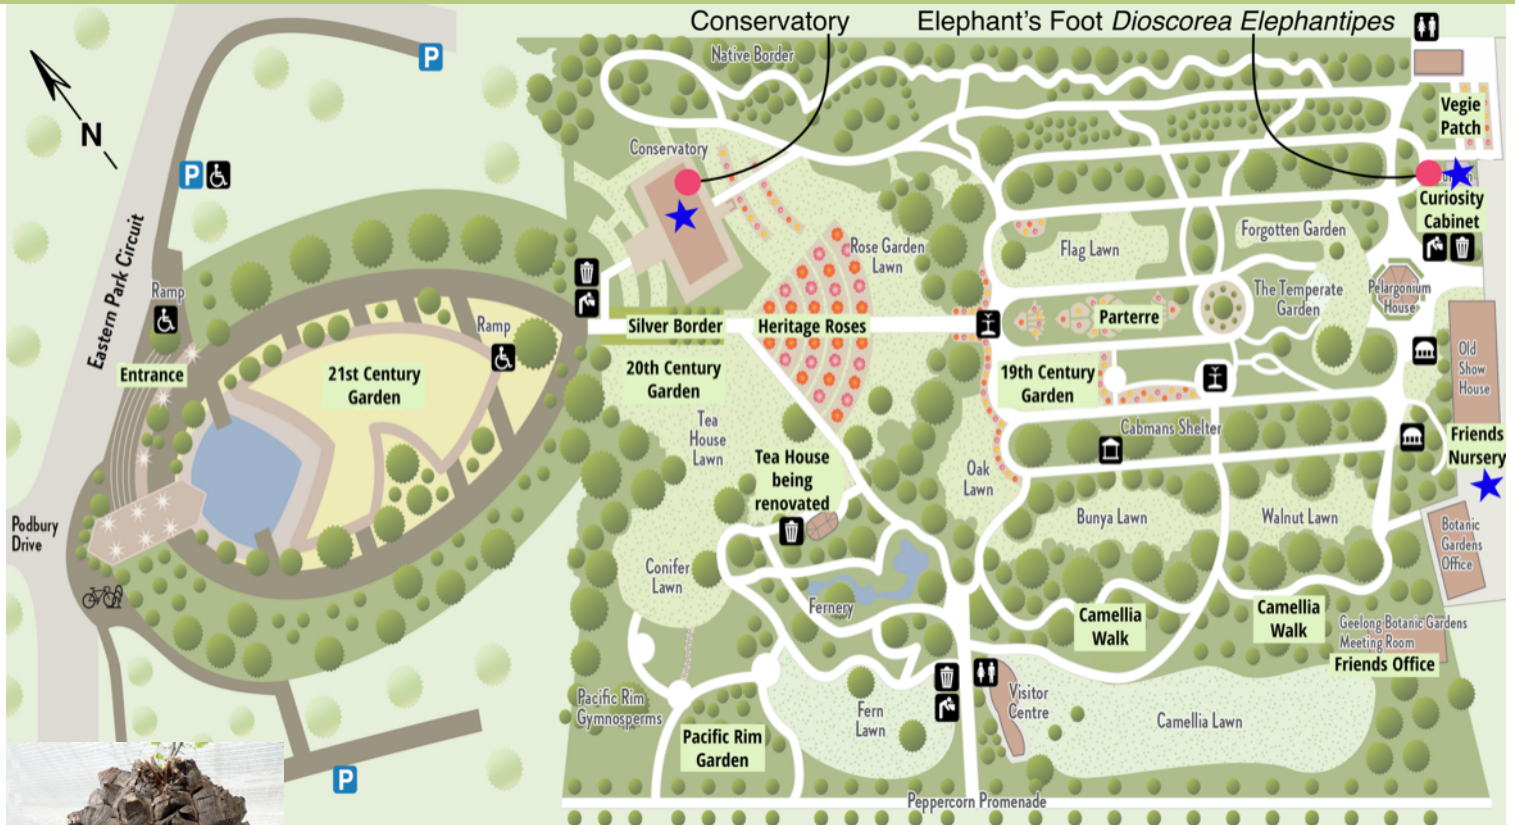 Conservatory
Elephant's Foot Dioscorea Elephantipes
Native Border
P
N
P
Vegie
Patch
Conservatory
Curiosity
Cabinet
Eastern Park Circuit
Rose Garden
Lawn
Flag Lawn
Forgotten Garden
Ramp
The Temperate
Garden
Pelargonium
House
Silver Border
Heritage Roses
Parterre
Ramp
Entrance
21st Century
Garden
20th Century
Garden
19th Century
Garden
Old
Show
House
Tea
House
Lawn
Cabmans Shelter
Friends
Nursery
Tea House
being
renovated
Oak
Lawn
Bunya Lawn
Walnut Lawn
Podbury
Drive
Botanic
Gardens
Office
Conifer
Lawn
Fernery
Camellia
Walk
Camellia
Walk
Geelong Botanic Gardens
Meeting Room
Friends Office
Pacific Rim
Gymnosperms
Fern
Lawn
Visitor
Centre
Camellia Lawn
Pacific Rim
Garden
P
Peppercorn Promenade